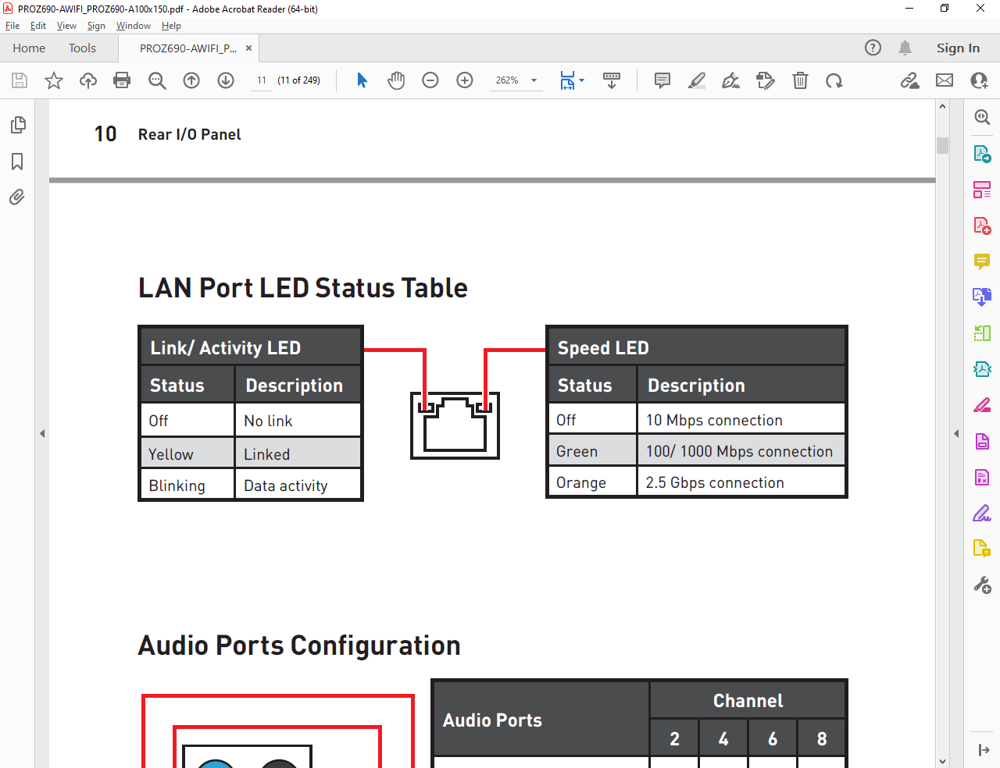 PROZ690-AWIFI_PROZ690-A100x150.pdf - Adobe Acrobat Reader (64-bit)
File Edit View Sign Window Help
Home Tools PROZ690-AWIFI_P... × Sign In
11 (11 of 249) 262%
10 Rear I/O Panel
LAN Port LED Status Table
Link/ Activity LED
Status Description
Off No link
Yellow Linked
Blinking Data activity
Speed LED
Status Description
Off 10 Mbps connection
Green 100/ 1000 Mbps connection
Orange 2.5 Gbps connection
Audio Ports Configuration
Audio Ports Channel
2 4 6 8